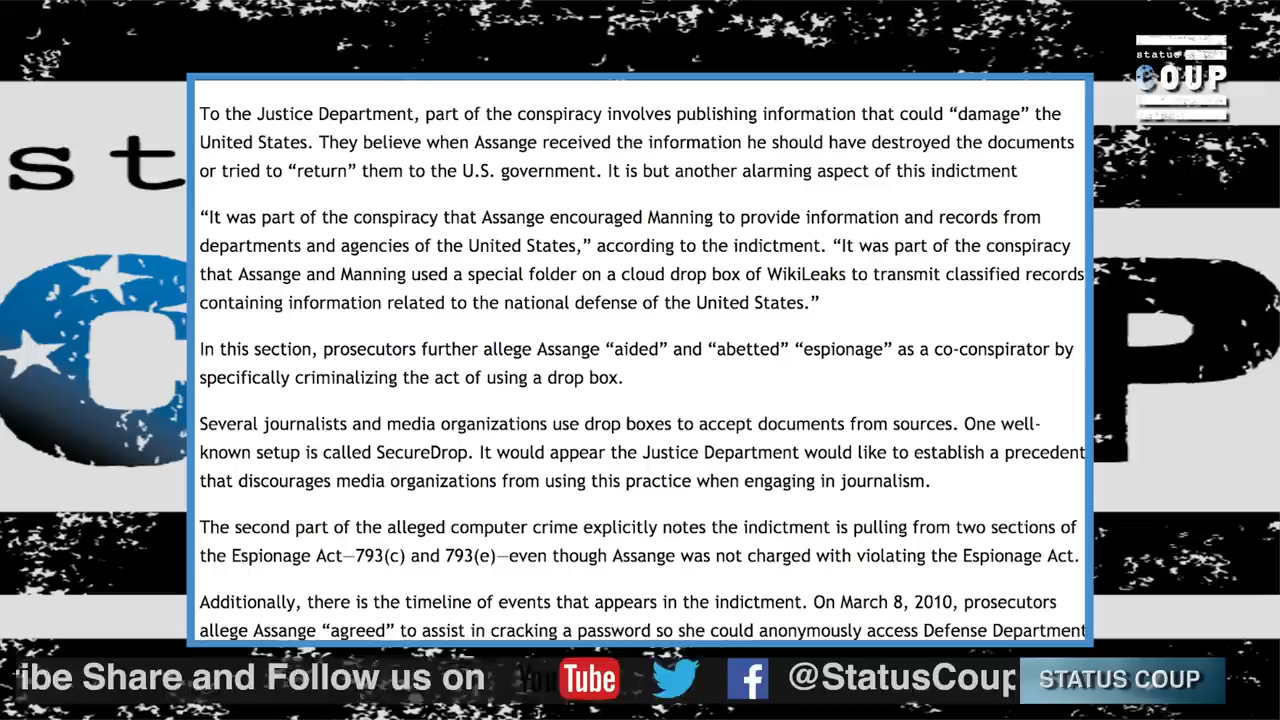 status
COUP
To the Justice Department, part of the conspiracy involves publishing information that could “damage” the
United States. They believe when Assange received the information he should have destroyed the documents
or tried to “return” them to the U.S. government. It is but another alarming aspect of this indictment
“It was part of the conspiracy that Assange encouraged Manning to provide information and records from
departments and agencies of the United States,” according to the indictment. “It was part of the conspiracy
that Assange and Manning used a special folder on a cloud drop box of WikiLeaks to transmit classified records
containing information related to the national defense of the United States.”
In this section, prosecutors further allege Assange “aided” and “abetted” “espionage” as a co-conspirator by
specifically criminalizing the act of using a drop box.
Several journalists and media organizations use drop boxes to accept documents from sources. One well-
known setup is called SecureDrop. It would appear the Justice Department would like to establish a precedent
that discourages media organizations from using this practice when engaging in journalism.
The second part of the alleged computer crime explicitly notes the indictment is pulling from two sections of
the Espionage Act—793(c) and 793(e)—even though Assange was not charged with violating the Espionage Act.
Additionally, there is the timeline of events that appears in the indictment. On March 8, 2010, prosecutors
allege Assange “agreed” to assist in cracking a password so she could anonymously access Defense Department
st
C
P
ibe Share and Follow us on YouTube @StatusCoup
STATUS COUP